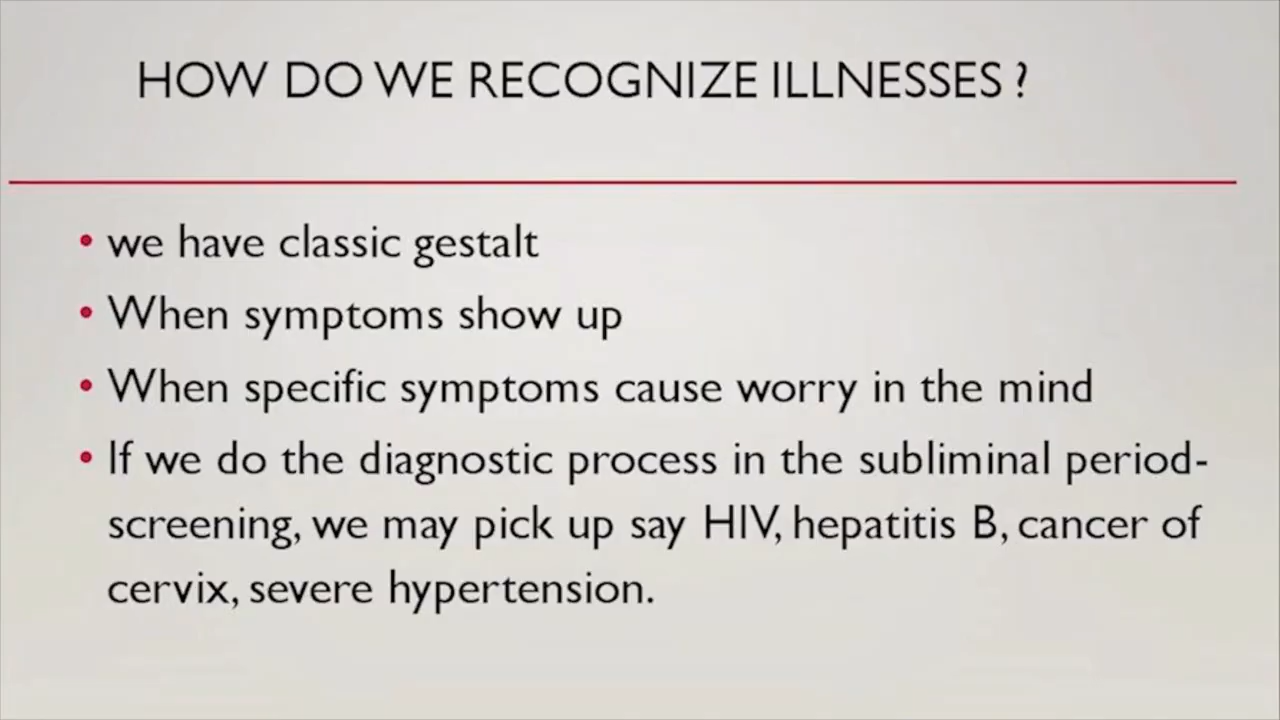 HOW DO WE RECOGNIZE ILLNESSES ?
• we have classic gestalt
• When symptoms show up
• When specific symptoms cause worry in the mind
• If we do the diagnostic process in the subliminal period-
screening, we may pick up say HIV, hepatitis B, cancer of
cervix, severe hypertension.